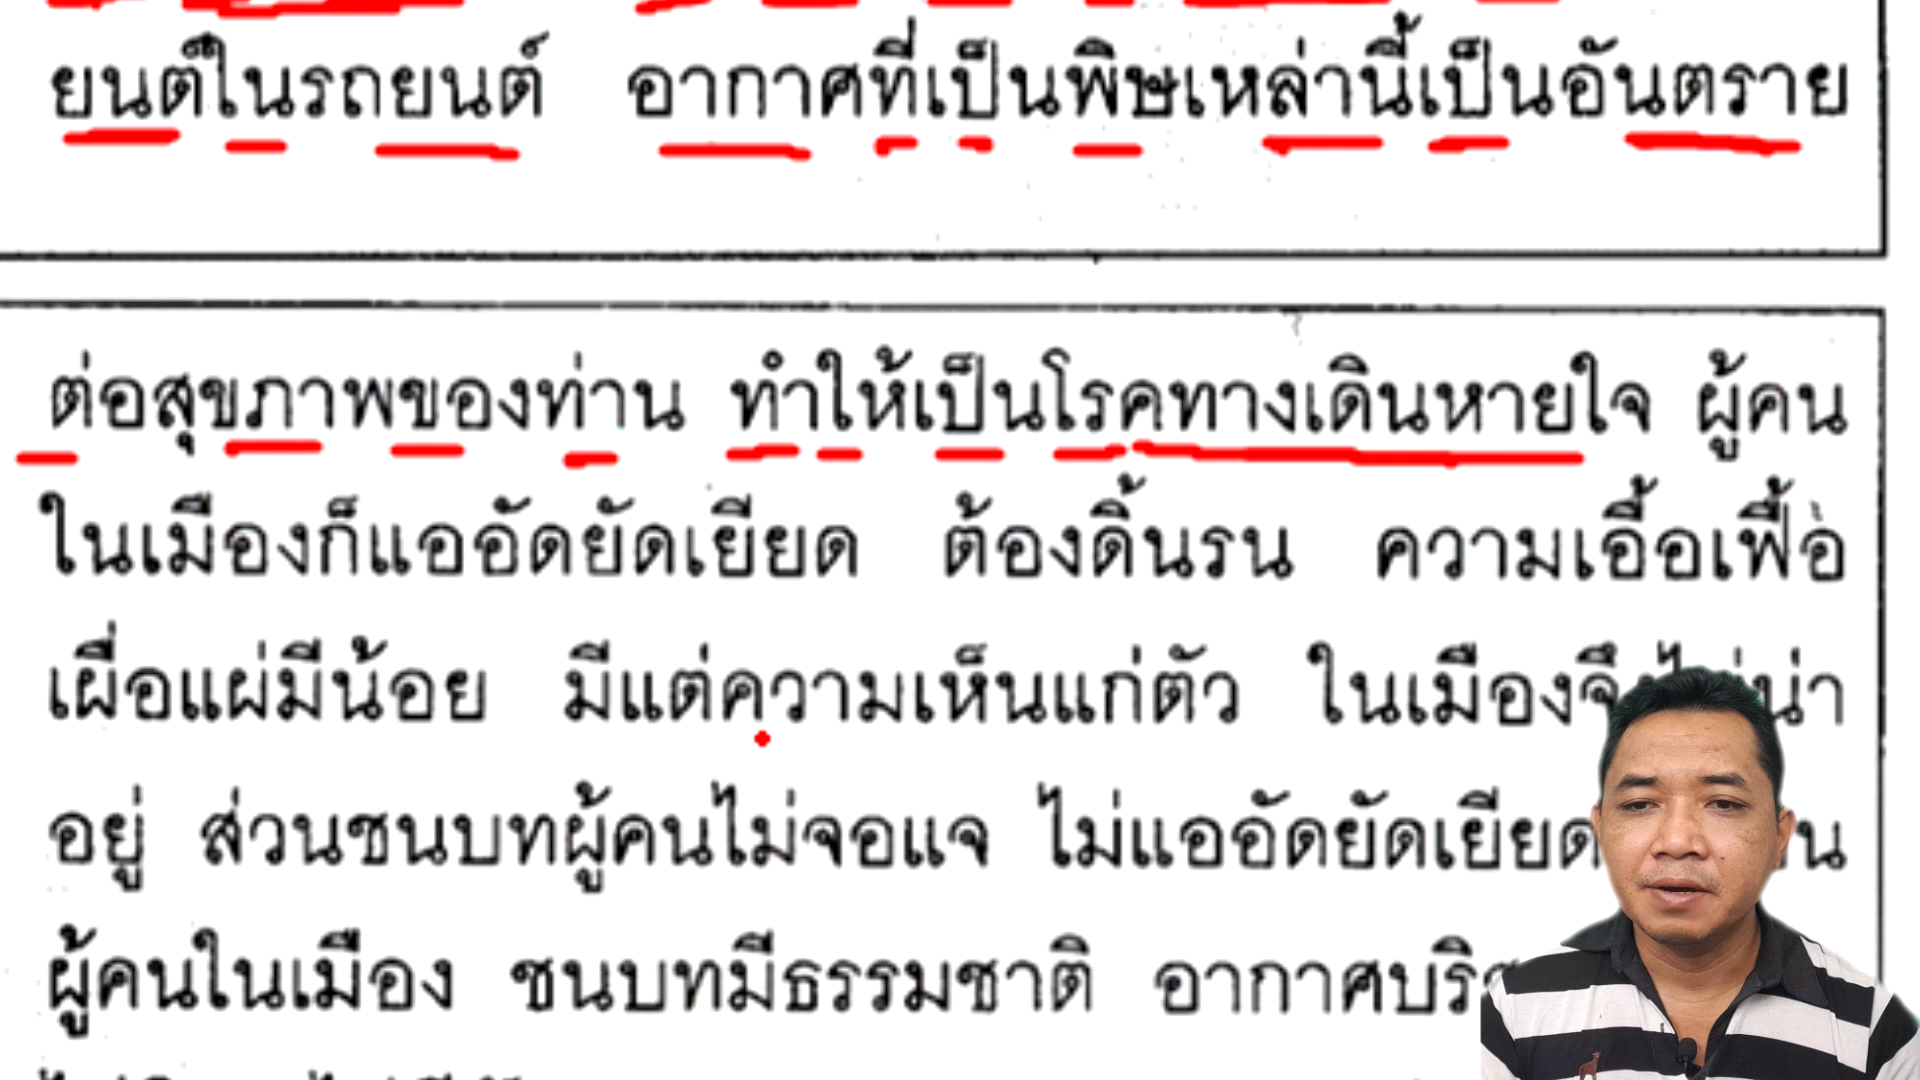 ยนต์ในรถยนต์ อากาศที่เป็นพิษเหล่านี้เป็นอันตราย
ต่อสุขภาพของท่าน ทำให้เป็นโรคทางเดินหายใจ ผู้คน
ในเมืองก็แออัดยัดเยียด ต้องดิ้นรน ความเอื้อเฟื้อ
เผื่อแผ่มีน้อย มีแต่ความเห็นแก่ตัว ในเมืองจึงไม่น่า
อยู่ ส่วนชนบทผู้คนไม่จอแจ ไม่แออัดยัดเยียด
ผู้คนในเมือง ชนบทมีธรรมชาติ อากาศ